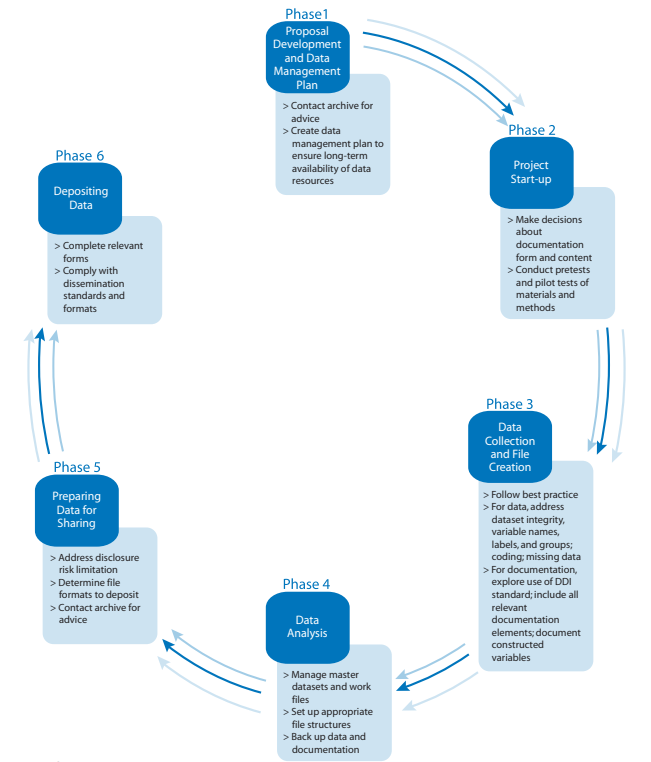 Phase1
Proposal
Development
and Data
Management
Plan
> Contact archive for
advice
> Create data
management plan to
ensure long-term
availability of data
resources
Phase 2
Project
Start-up
> Make decisions
about
documentation
form and content
> Conduct pretests
and pilot tests of
materials and
methods
Phase 3
Data
Collection
and File
Creation
> Follow best practice
> For data, address
dataset integrity,
variable names,
labels, and groups;
coding; missing data
> For documentation,
explore use of DDI
standard; include all
relevant
documentation
elements; document
constructed
variables
Phase 4
Data
Analysis
> Manage master
datasets and work
files
> Set up appropriate
file structures
> Back up data and
documentation
Phase 5
Preparing
Data for
Sharing
> Address disclosure
risk limitation
> Determine file
formats to deposit
> Contact archive for
advice
Phase 6
Depositing
Data
> Complete relevant
forms
> Comply with
dissemination
standards and
formats